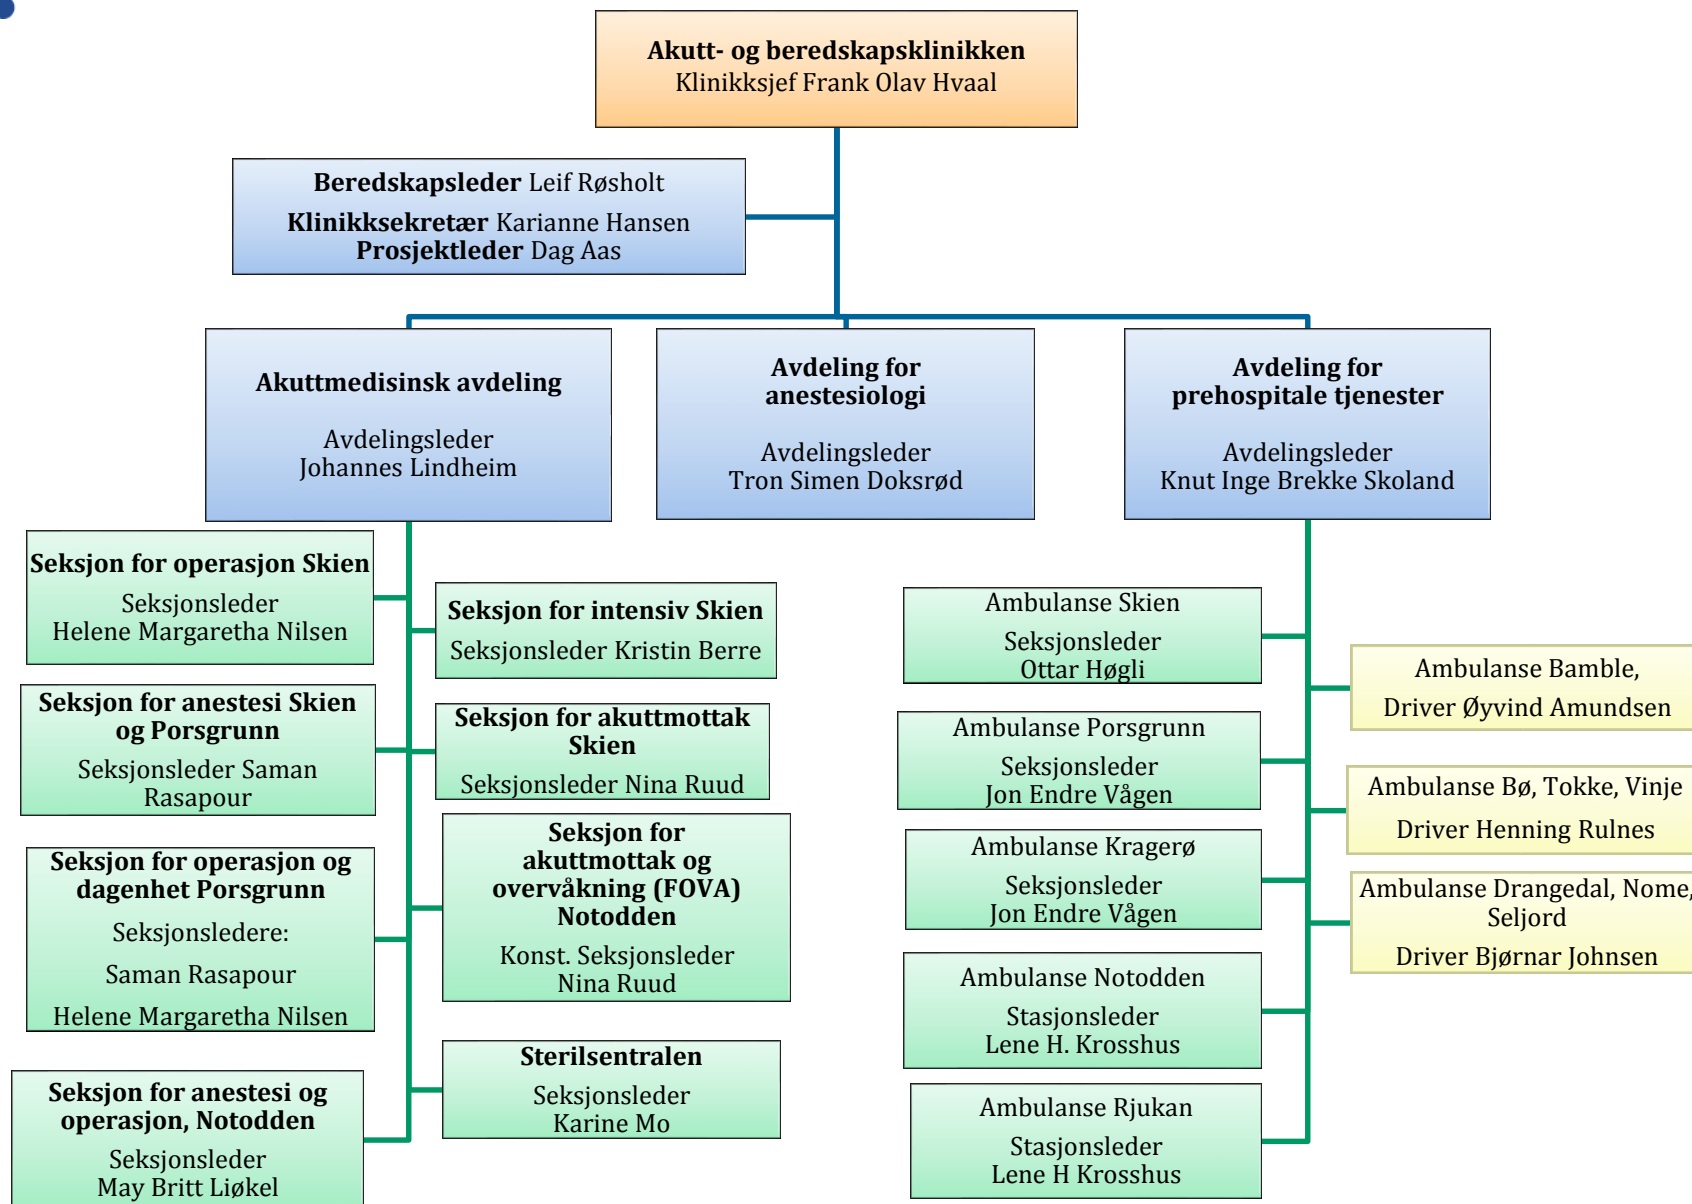 Akutt- og beredskapsklinikken
Klinikksjef Frank Olav Hvaal
Beredskapsleder Leif Røsholt
Klinikksekretær Karianne Hansen
Prosjektleder Dag Aas
Akuttmedisinsk avdeling
Avdelingsleder
Johannes Lindheim
Avdeling for
anestesiologi
Avdelingsleder
Tron Simen Doksrød
Avdeling for
prehospitale tjenester
Avdelingsleder
Knut Inge Brekke Skoland
Seksjon for operasjon Skien
Seksjonsleder
Helene Margaretha Nilsen
Seksjon for anestesi Skien
og Porsgrunn
Seksjonsleder Saman
Rasapour
Seksjon for operasjon og
dagenhet Porsgrunn
Seksjonsledere:
Saman Rasapour
Helene Margaretha Nilsen
Seksjon for anestesi og
operasjon, Notodden
Seksjonsleder
May Britt Liøkel
Seksjon for intensiv Skien
Seksjonsleder Kristin Berre
Seksjon for akuttmottak
Skien
Seksjonsleder Nina Ruud
Seksjon for
akuttmottak og
overvåkning (FOVA)
Notodden
Konst. Seksjonsleder
Nina Ruud
Sterilsentralen
Seksjonsleder
Karine Mo
Ambulanse Skien
Seksjonsleder
Ottar Høgli
Ambulanse Porsgrunn
Seksjonsleder
Jon Endre Vågen
Ambulanse Kragerø
Seksjonsleder
Jon Endre Vågen
Ambulanse Notodden
Stasjonsleder
Lene H. Krosshus
Ambulanse Rjukan
Stasjonsleder
Lene H Krosshus
Ambulanse Bamble,
Driver Øyvind Amundsen
Ambulanse Bø, Tokke, Vinje
Driver Henning Rulnes
Ambulanse Drangedal, Nome,
Seljord
Driver Bjørnar Johnsen